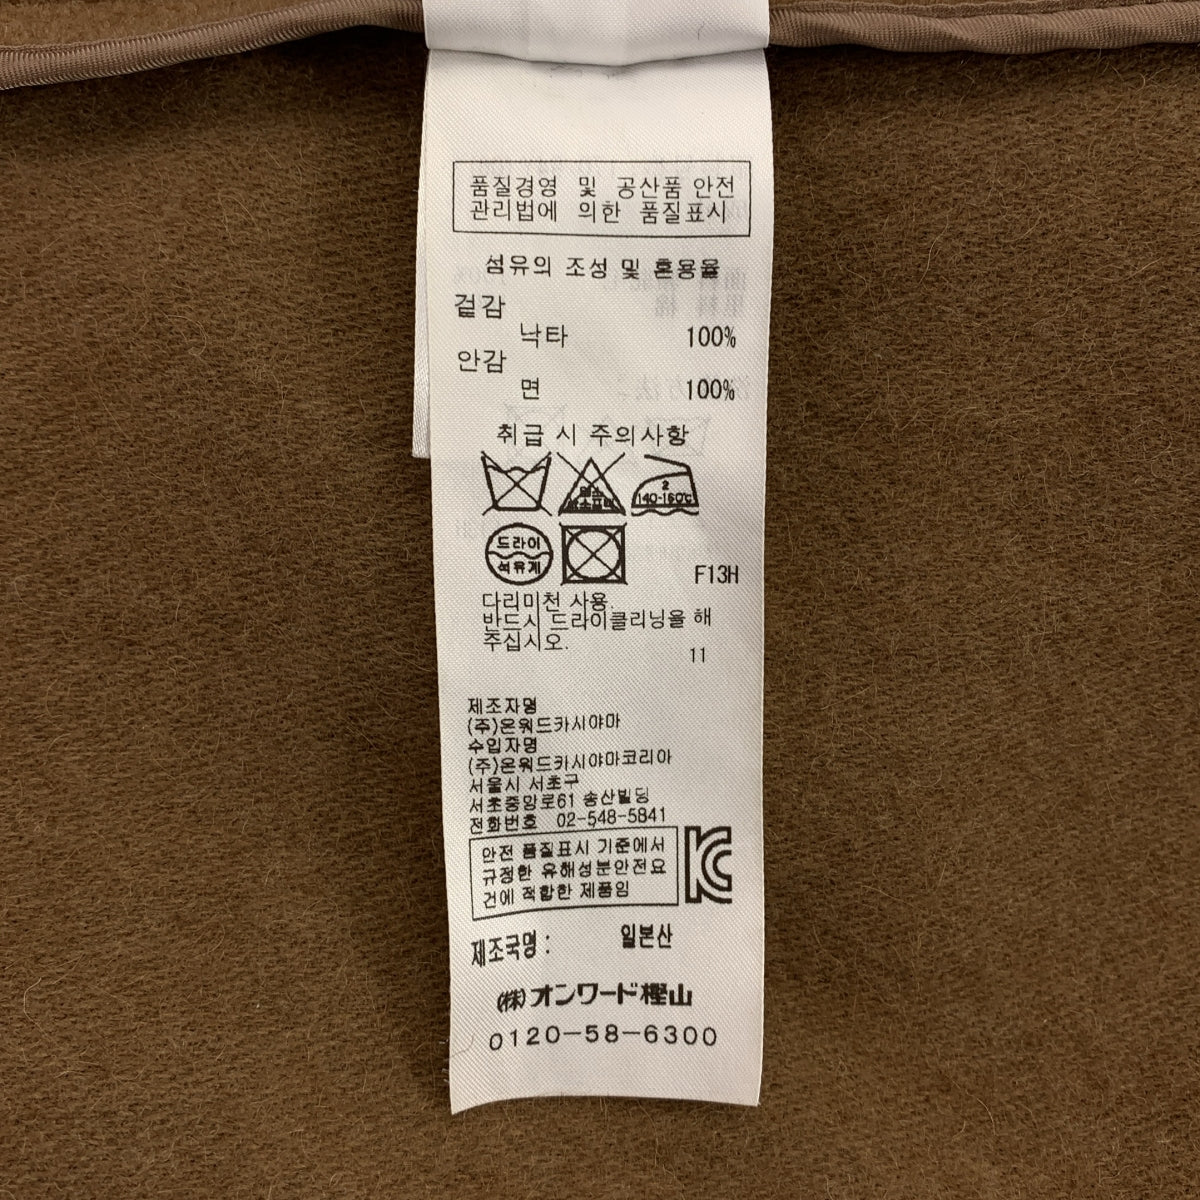 품질경영 및 공산품 안전
관리법에 의한 품질표시
섬유의 조성 및 혼용율
겉감
낙타 100%
안감
면 100%
취급 시 주의사항
염소
산소표백
2
140-160℃
드라이
석유계
F13H
다리미천 사용.
반드시 드라이클리닝을 해
주십시오.
11
제조자명
(주)온워드카시야마
수입자명
(주)온워드카시야마코리아
서울시 서초구
서초중앙로61 송산빌딩
전화번호 02-548-5841
안전 품질표시 기준에서
규정한 유해성분안전요
건에 적합한 제품임
KC
제조국명 : 일본산
(株)オンワード樫山
0120-58-6300